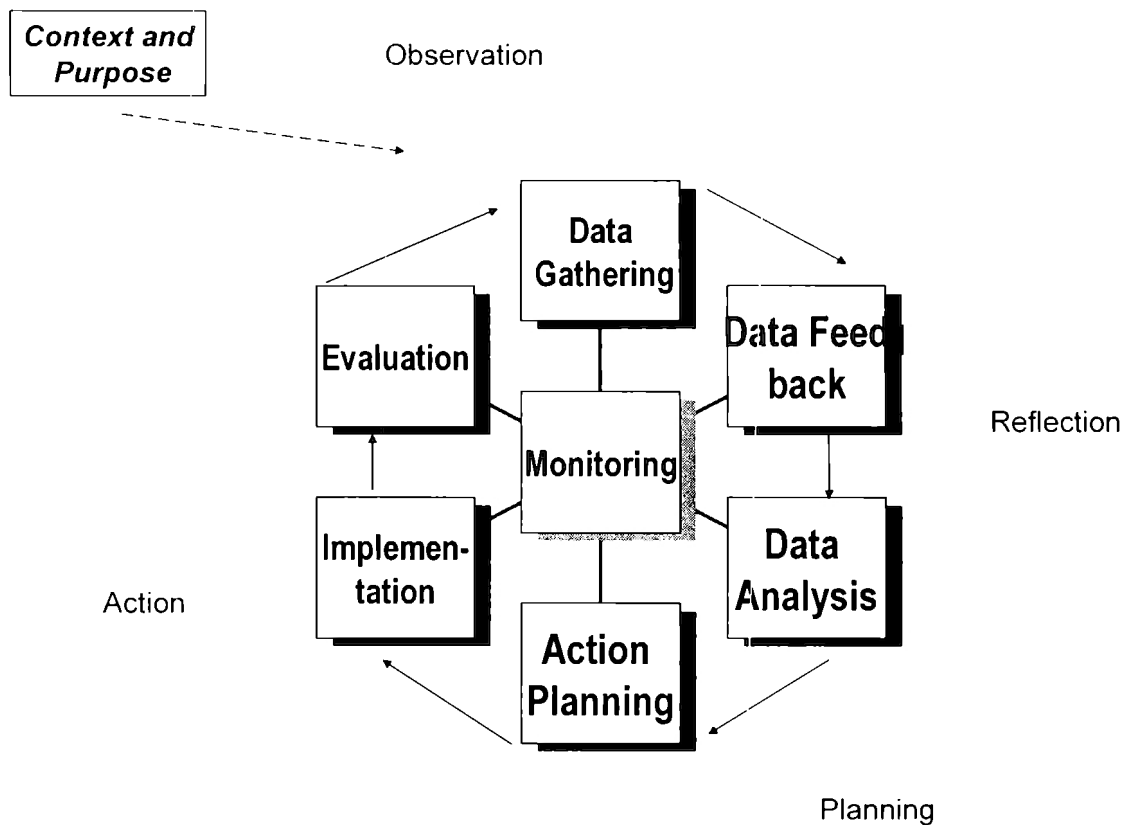 Context and
Purpose
Observation
Data
Gathering
Data Feed
back
Evaluation
Monitoring
Reflection
Implemen-
tation
Data
Analysis
Action
Action
Planning
Planning